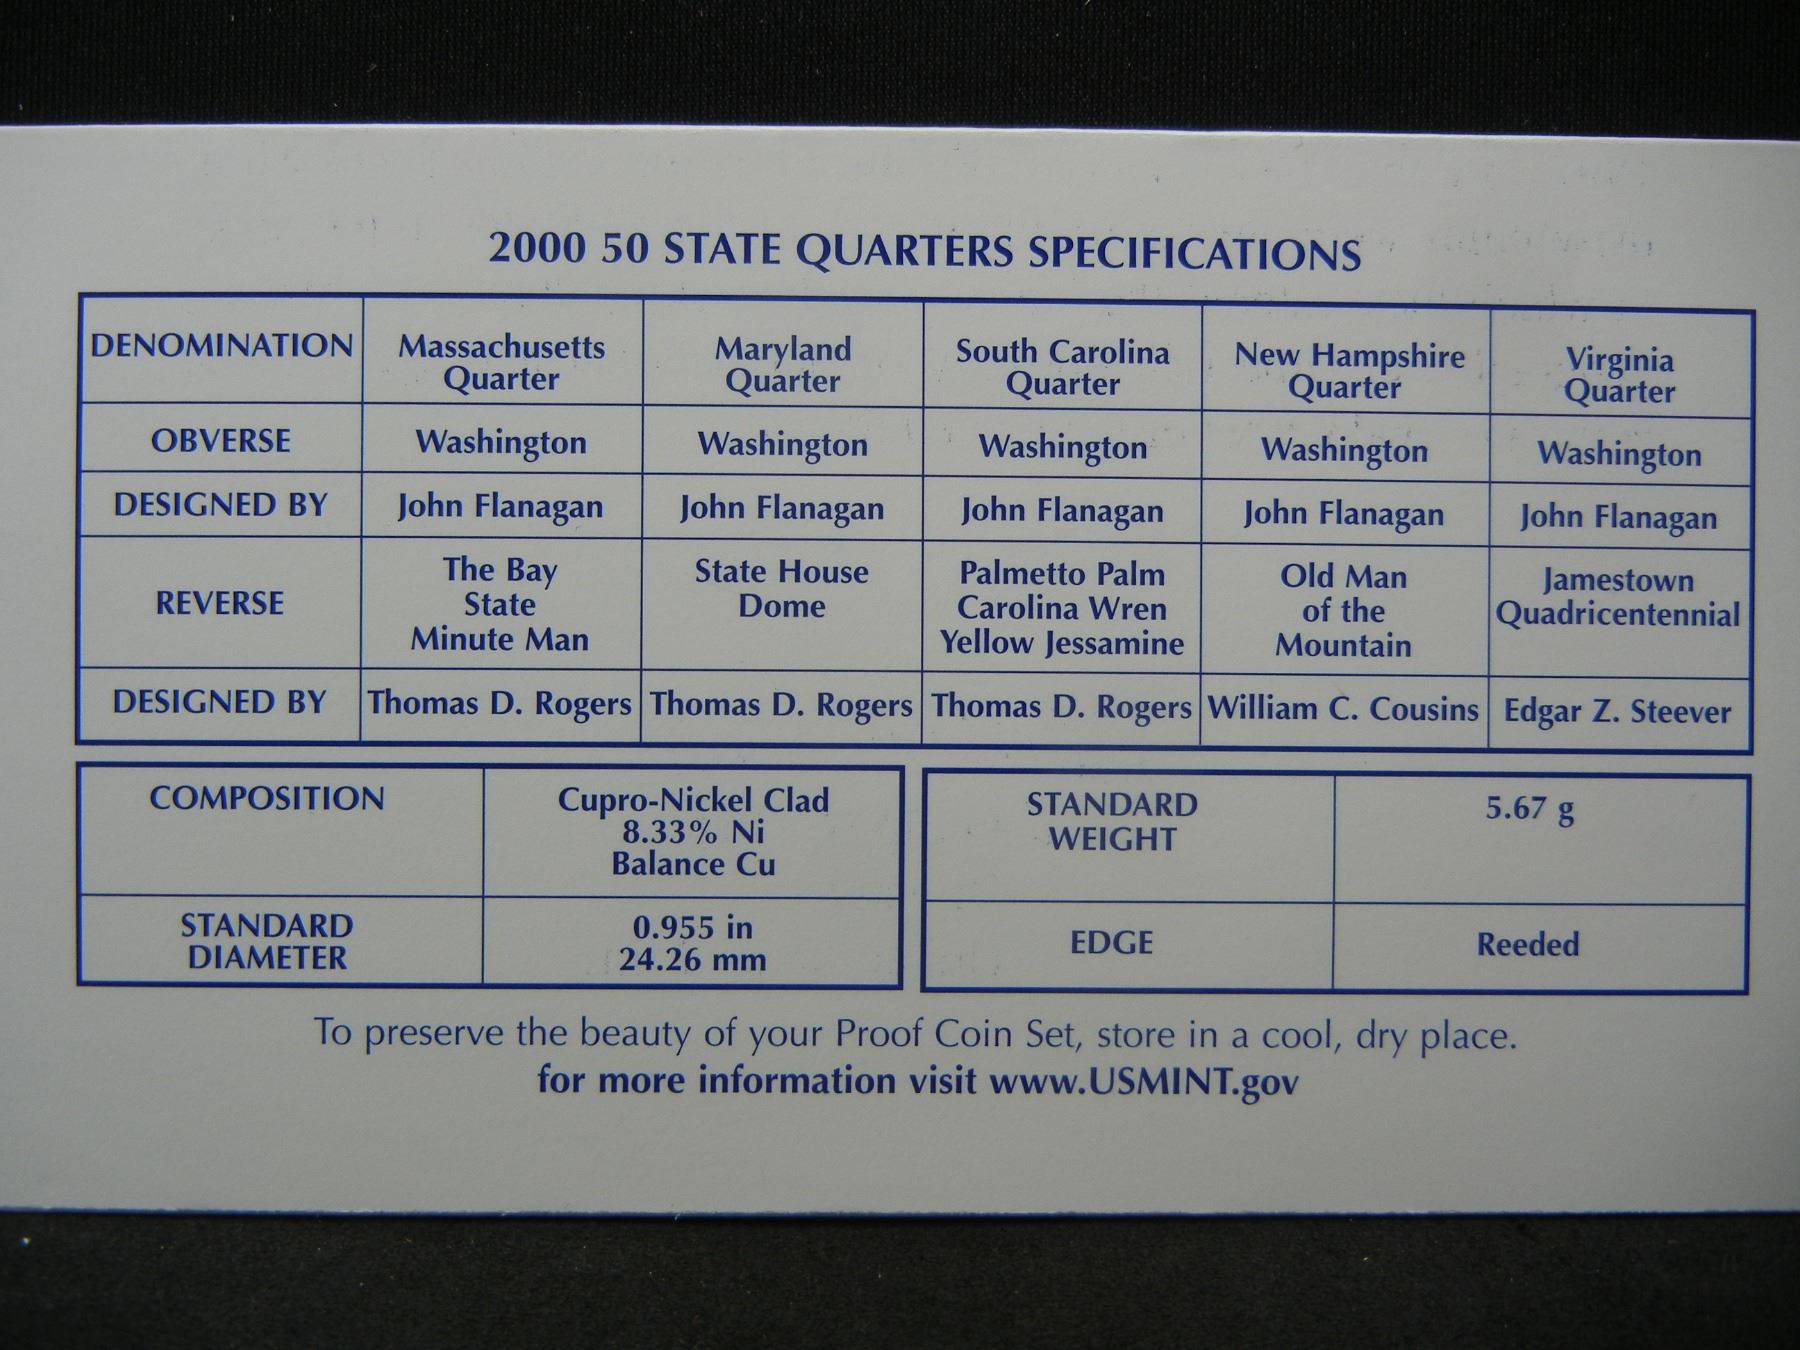 2000 50 STATE QUARTERS SPECIFICATIONS
DENOMINATION
Massachusetts
Quarter
Maryland
Quarter
South Carolina
Quarter
New Hampshire
Quarter
Virginia
Quarter
OBVERSE
Washington
Washington
Washington
Washington
Washington
DESIGNED BY
John Flanagan
John Flanagan
John Flanagan
John Flanagan
John Flanagan
REVERSE
The Bay
State
Minute Man
State House
Dome
Palmetto Palm
Carolina Wren
Yellow Jessamine
Old Man
of the
Mountain
Jamestown
Quadricentennial
DESIGNED BY
Thomas D. Rogers
Thomas D. Rogers
Thomas D. Rogers
William C. Cousins
Edgar Z. Steever
COMPOSITION
Cupro-Nickel Clad
8.33% Ni
Balance Cu
STANDARD
DIAMETER
0.955 in
24.26 mm
STANDARD
WEIGHT
5.67 g
EDGE
Reeded
To preserve the beauty of your Proof Coin Set, store in a cool, dry place.
for more information visit www.USMINT.gov